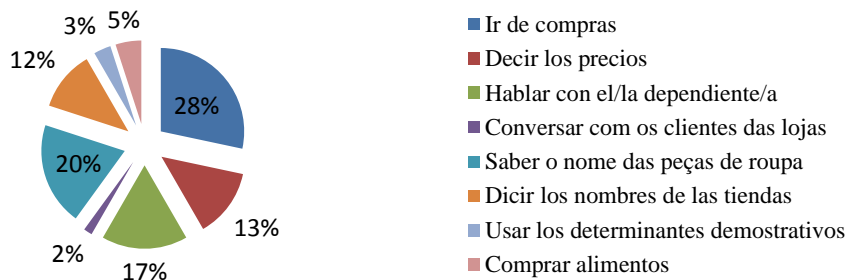 3%
5%
12%
28%
20%
13%
2%
17%
Ir de compras
Decir los precios
Hablar con el/la dependiente/a
Conversar com os clientes das lojas
Saber o nome das peças de roupa
Dicir los nombres de las tiendas
Usar los determinantes demostrativos
Comprar alimentos